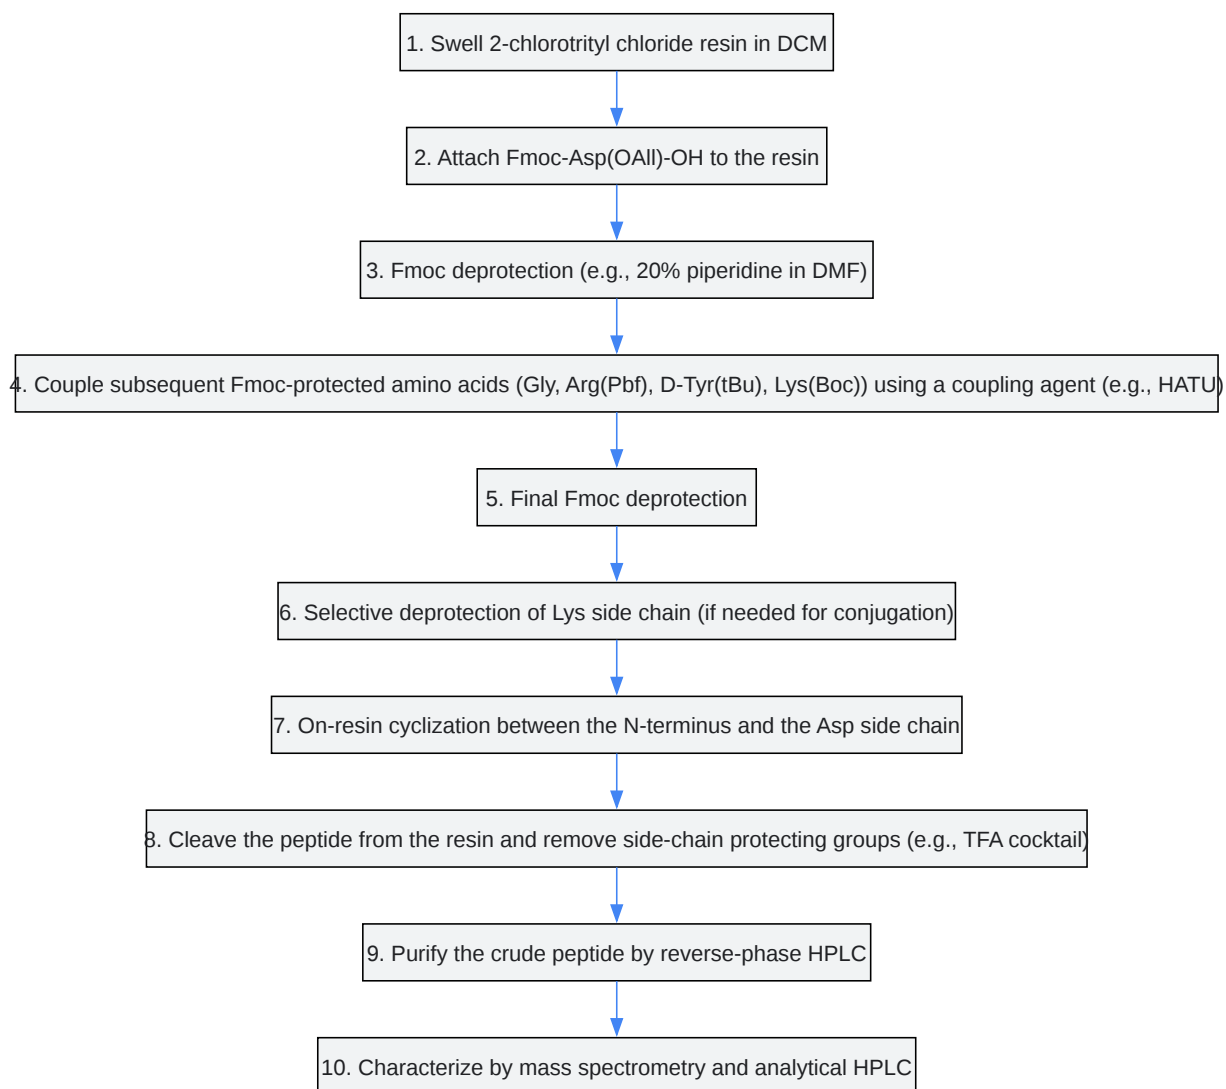 1. Swell 2-chlorotrityl chloride resin in DCM
2. Attach Fmoc-Asp(OAll)-OH to the resin
3. Fmoc deprotection (e.g., 20% piperidine in DMF)
4. Couple subsequent Fmoc-protected amino acids (Gly, Arg(Pbf), D-Tyr(tBu), Lys(Boc)) using a coupling agent (e.g., HATU)
5. Final Fmoc deprotection
6. Selective deprotection of Lys side chain (if needed for conjugation)
7. On-resin cyclization between the N-terminus and the Asp side chain
8. Cleave the peptide from the resin and remove side-chain protecting groups (e.g., TFA cocktail)
9. Purify the crude peptide by reverse-phase HPLC
10. Characterize by mass spectrometry and analytical HPLC